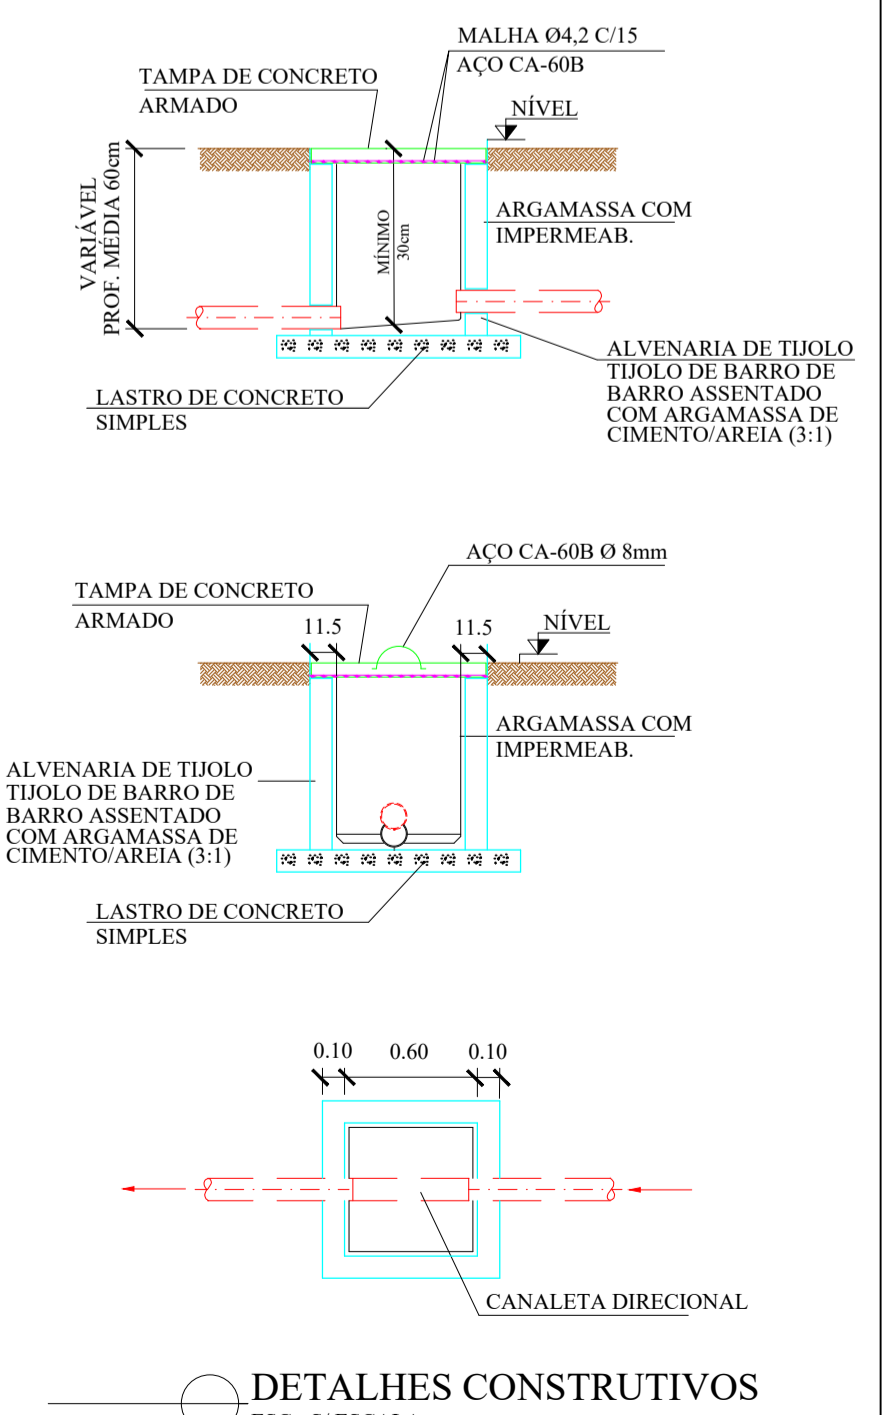 MALHA Ø4,2 C/15
AÇO CA-60B
TAMPA DE CONCRETO
ARMADO
NÍVEL
VARIÁVEL
PROF. MÉDIA 60cm
MÍNIMO
30cm
ARGAMASSA COM
IMPERMEAB.
ALVENARIA DE TIJOLO
TIJOLO DE BARRO DE
BARRO ASSENTADO
COM ARGAMASSA DE
CIMENTO/AREIA (3:1)
LASTRO DE CONCRETO
SIMPLES
AÇO CA-60B Ø 8mm
TAMPA DE CONCRETO
ARMADO
11.5
11.5
NÍVEL
ARGAMASSA COM
IMPERMEAB.
ALVENARIA DE TIJOLO
TIJOLO DE BARRO DE
BARRO ASSENTADO
COM ARGAMASSA DE
CIMENTO/AREIA (3:1)
LASTRO DE CONCRETO
SIMPLES
0.10
0.60
0.10
CANALETA DIRECIONAL
DETALHES CONSTRUTIVOS